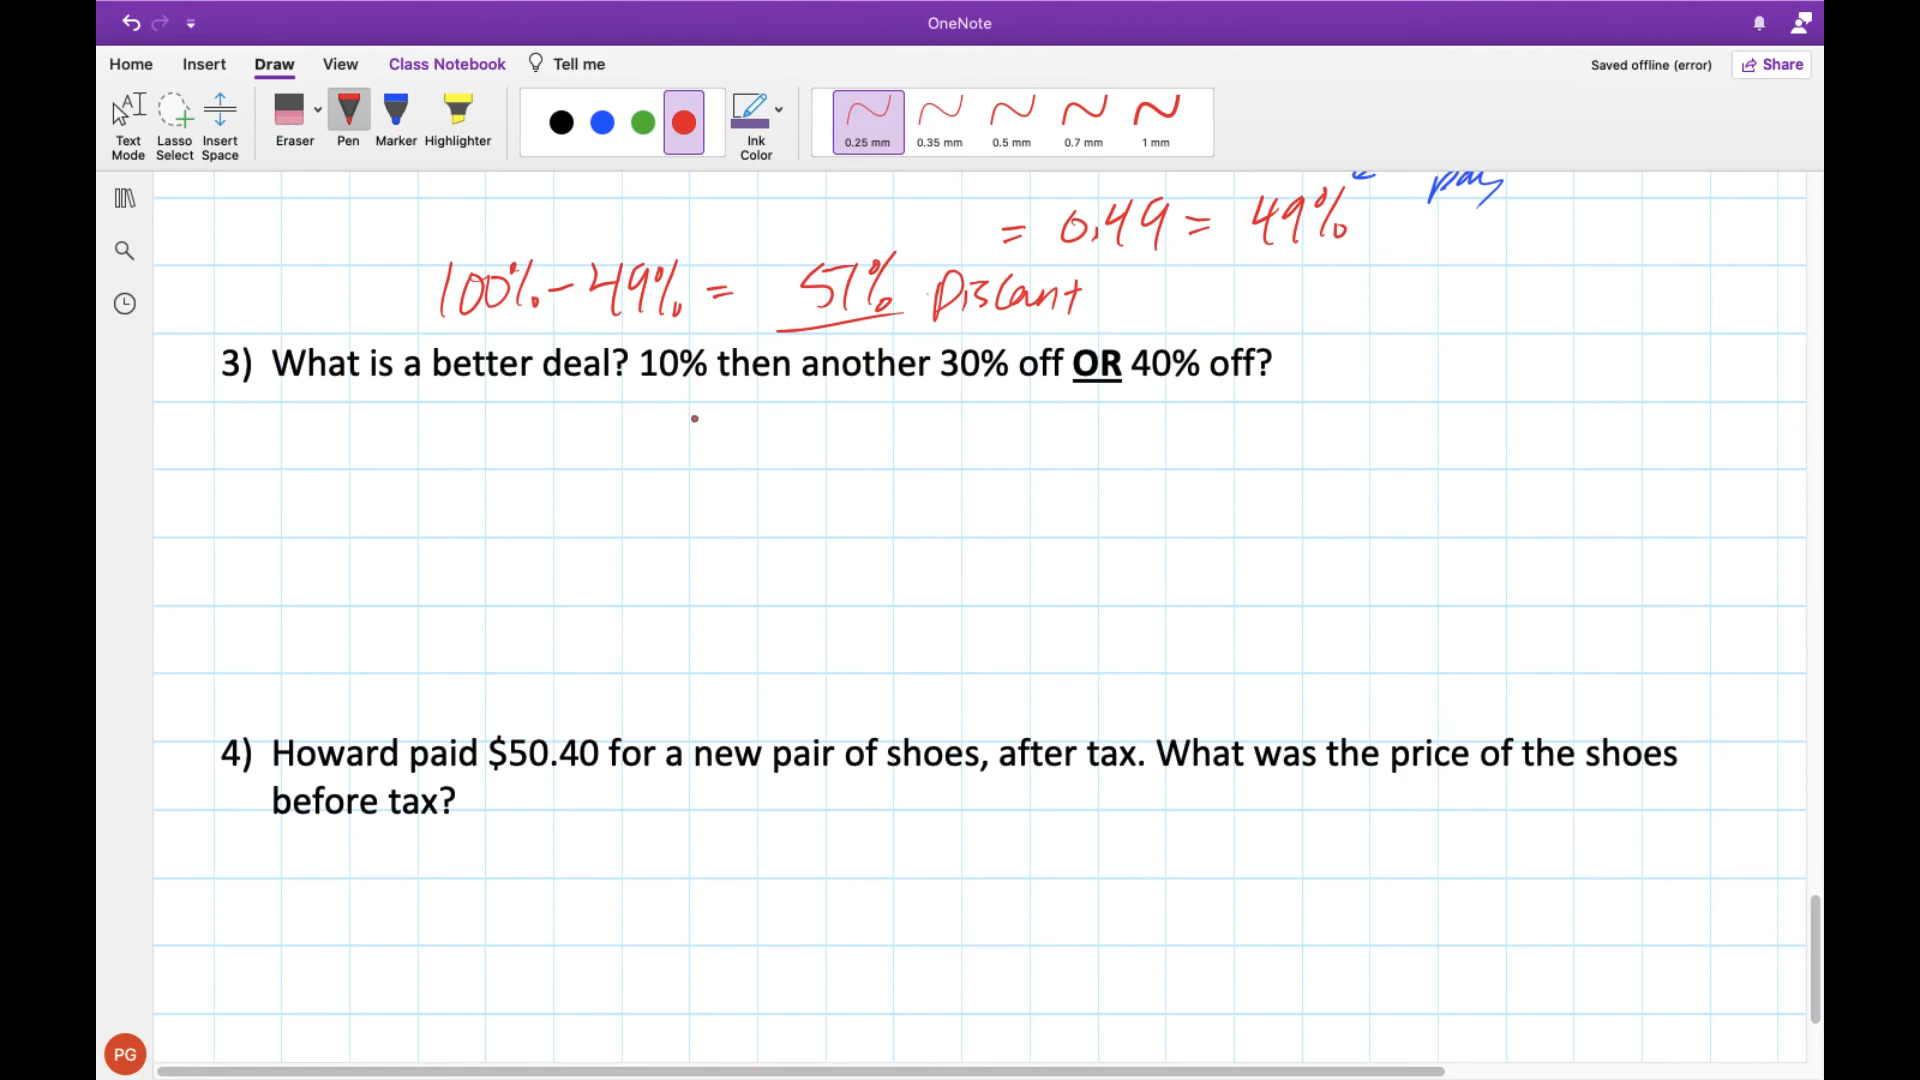 OneNote
Home Insert Draw View Class Notebook Tell me
Saved offline (error) Share
Text Mode
Lasso Select
Insert Space
Eraser
Pen
Marker
Highlighter
Ink Color
0.25 mm 0.35 mm 0.5 mm 0.7 mm 1 mm
pay
= 0.49 = 49%
100% - 49% = 51% Discount
3) What is a better deal? 10% then another 30% off OR 40% off?
4) Howard paid $50.40 for a new pair of shoes, after tax. What was the price of the shoes
before tax?
PG